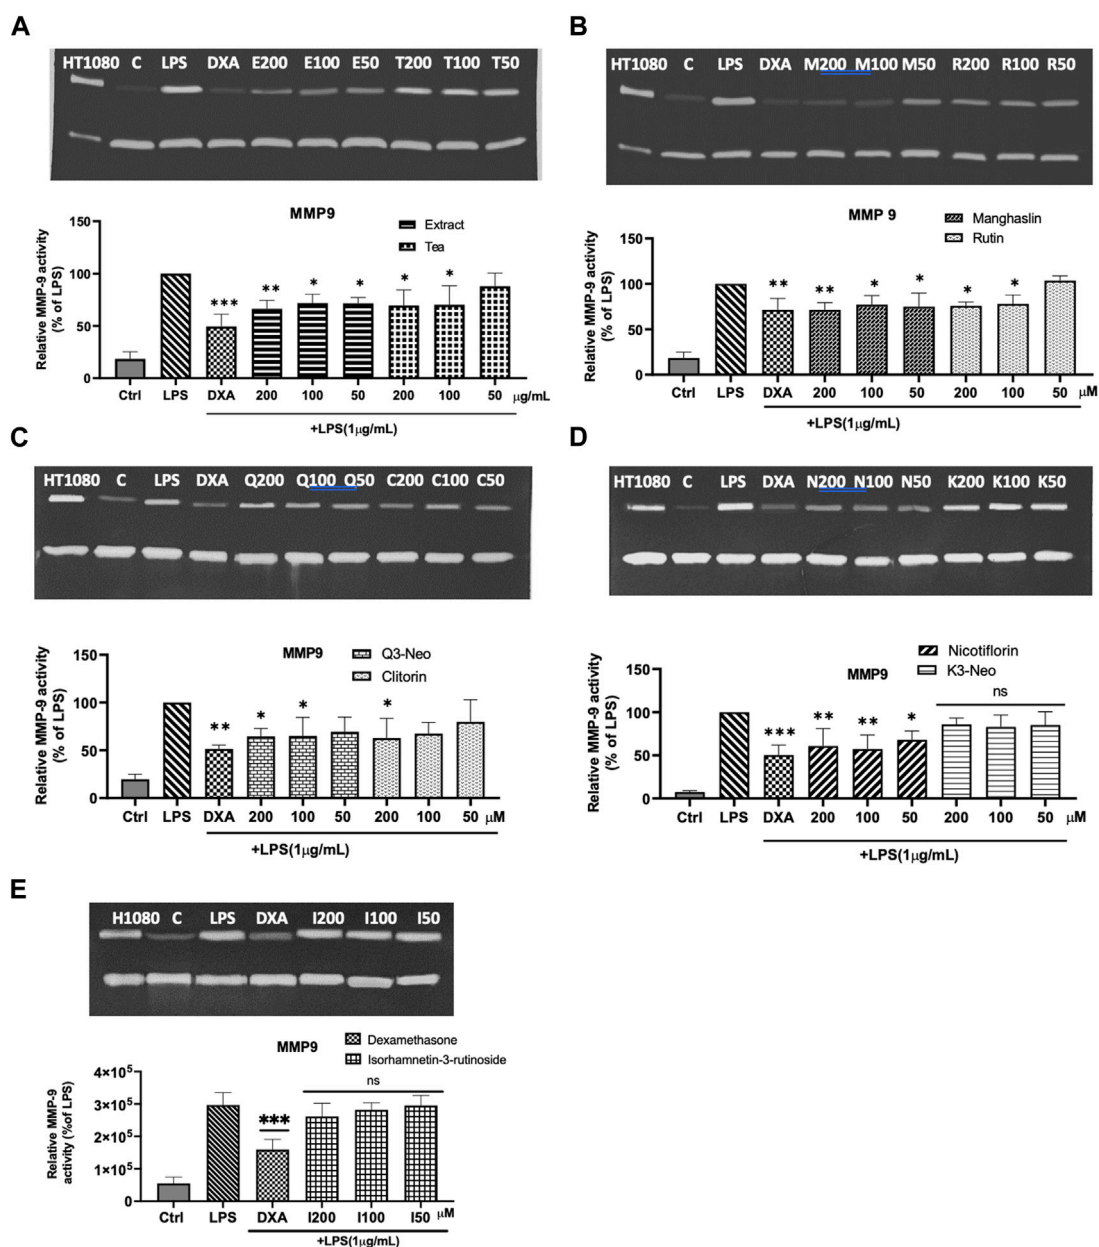 A
HT1080 C LPS DXA E200 E100 E50 T200 T100 T50
MMP9
Extract
Tea
Relative MMP-9 activity
(% of LPS)
150
100
50
0
*** ** * * * *
Ctrl LPS DXA 200 100 50 200 100 50 μg/mL
+LPS(1μg/mL)
B
HT1080 C LPS DXA M200 M100 M50 R200 R100 R50
MMP 9
Manghaslin
Rutin
Relative MMP-9 activity
(% of LPS)
150
100
50
0
** ** * * * *
Ctrl LPS DXA 200 100 50 200 100 50 μM
+LPS(1μg/mL)
C
HT1080 C LPS DXA Q200 Q100 Q50 C200 C100 C50
MMP9
Q3-Neo
Clitorin
Relative MMP-9 activity
(% of LPS)
150
100
50
0
** * * *
Ctrl LPS DXA 200 100 50 200 100 50 μM
+LPS(1μg/mL)
D
HT1080 C LPS DXA N200 N100 N50 K200 K100 K50
MMP9
Nicotiflorin
K3-Neo
Relative MMP-9 activity
(% of LPS)
150
100
50
0
*** ** ** * ns
Ctrl LPS DXA 200 100 50 200 100 50 μM
+LPS(1μg/mL)
E
H1080 C LPS DXA I200 I100 I50
MMP9
Dexamethasone
Isorhamnetin-3-rutinoside
Relative MMP-9
activity (%of LPS)
4×10⁵
3×10⁵
2×10⁵
1×10⁵
0
*** ns
Ctrl LPS DXA I200 I100 I50 μM
+LPS(1μg/mL)